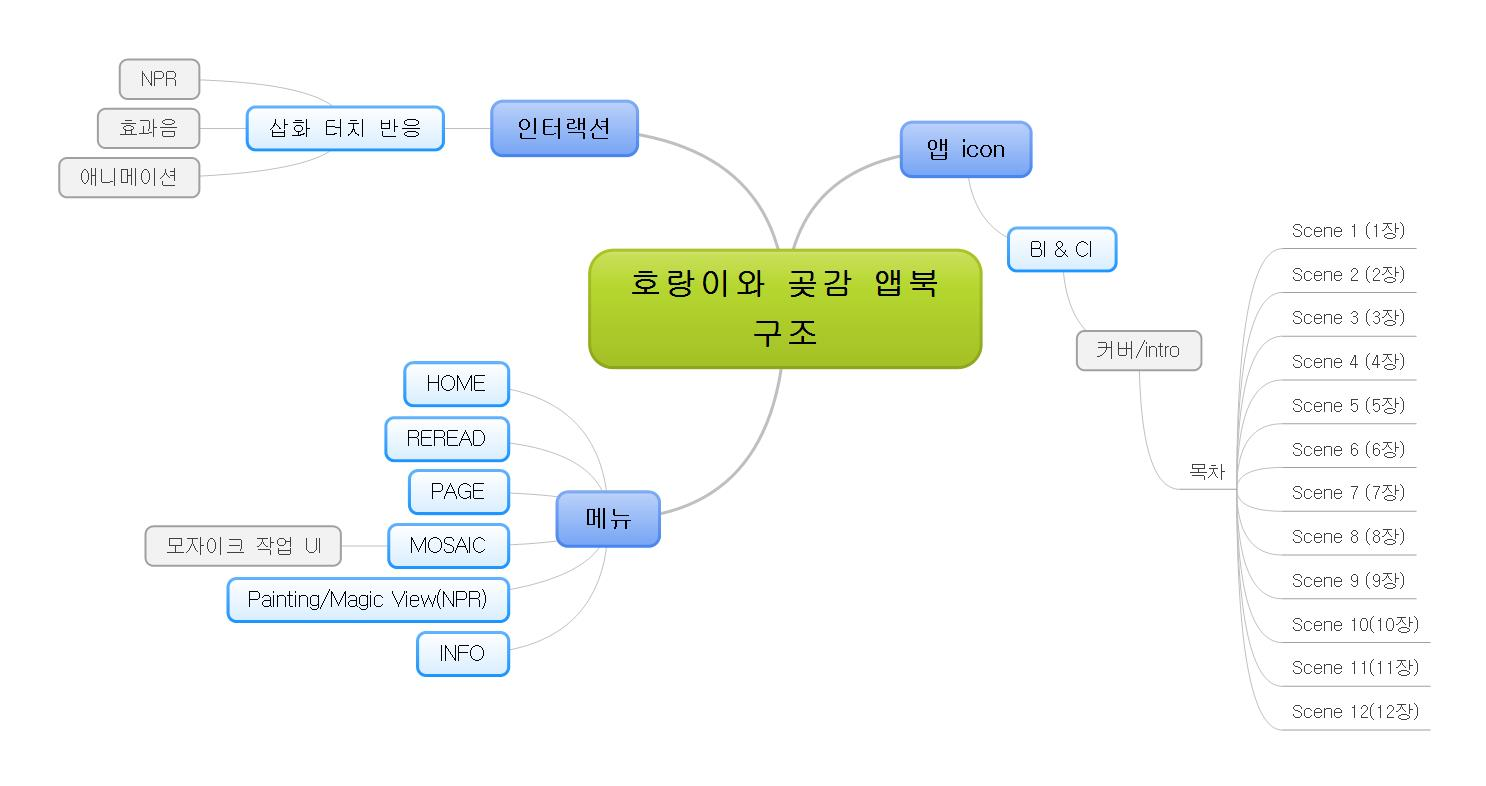 호랑이와 곶감 앱북
구조
인터랙션
삽화 터치 반응
NPR
효과음
애니메이션
앱 icon
BI & CI
커버/intro
목차
Scene 1 (1장)
Scene 2 (2장)
Scene 3 (3장)
Scene 4 (4장)
Scene 5 (5장)
Scene 6 (6장)
Scene 7 (7장)
Scene 8 (8장)
Scene 9 (9장)
Scene 10(10장)
Scene 11(11장)
Scene 12(12장)
메뉴
HOME
REREAD
PAGE
MOSAIC
모자이크 작업 UI
Painting/Magic View(NPR)
INFO